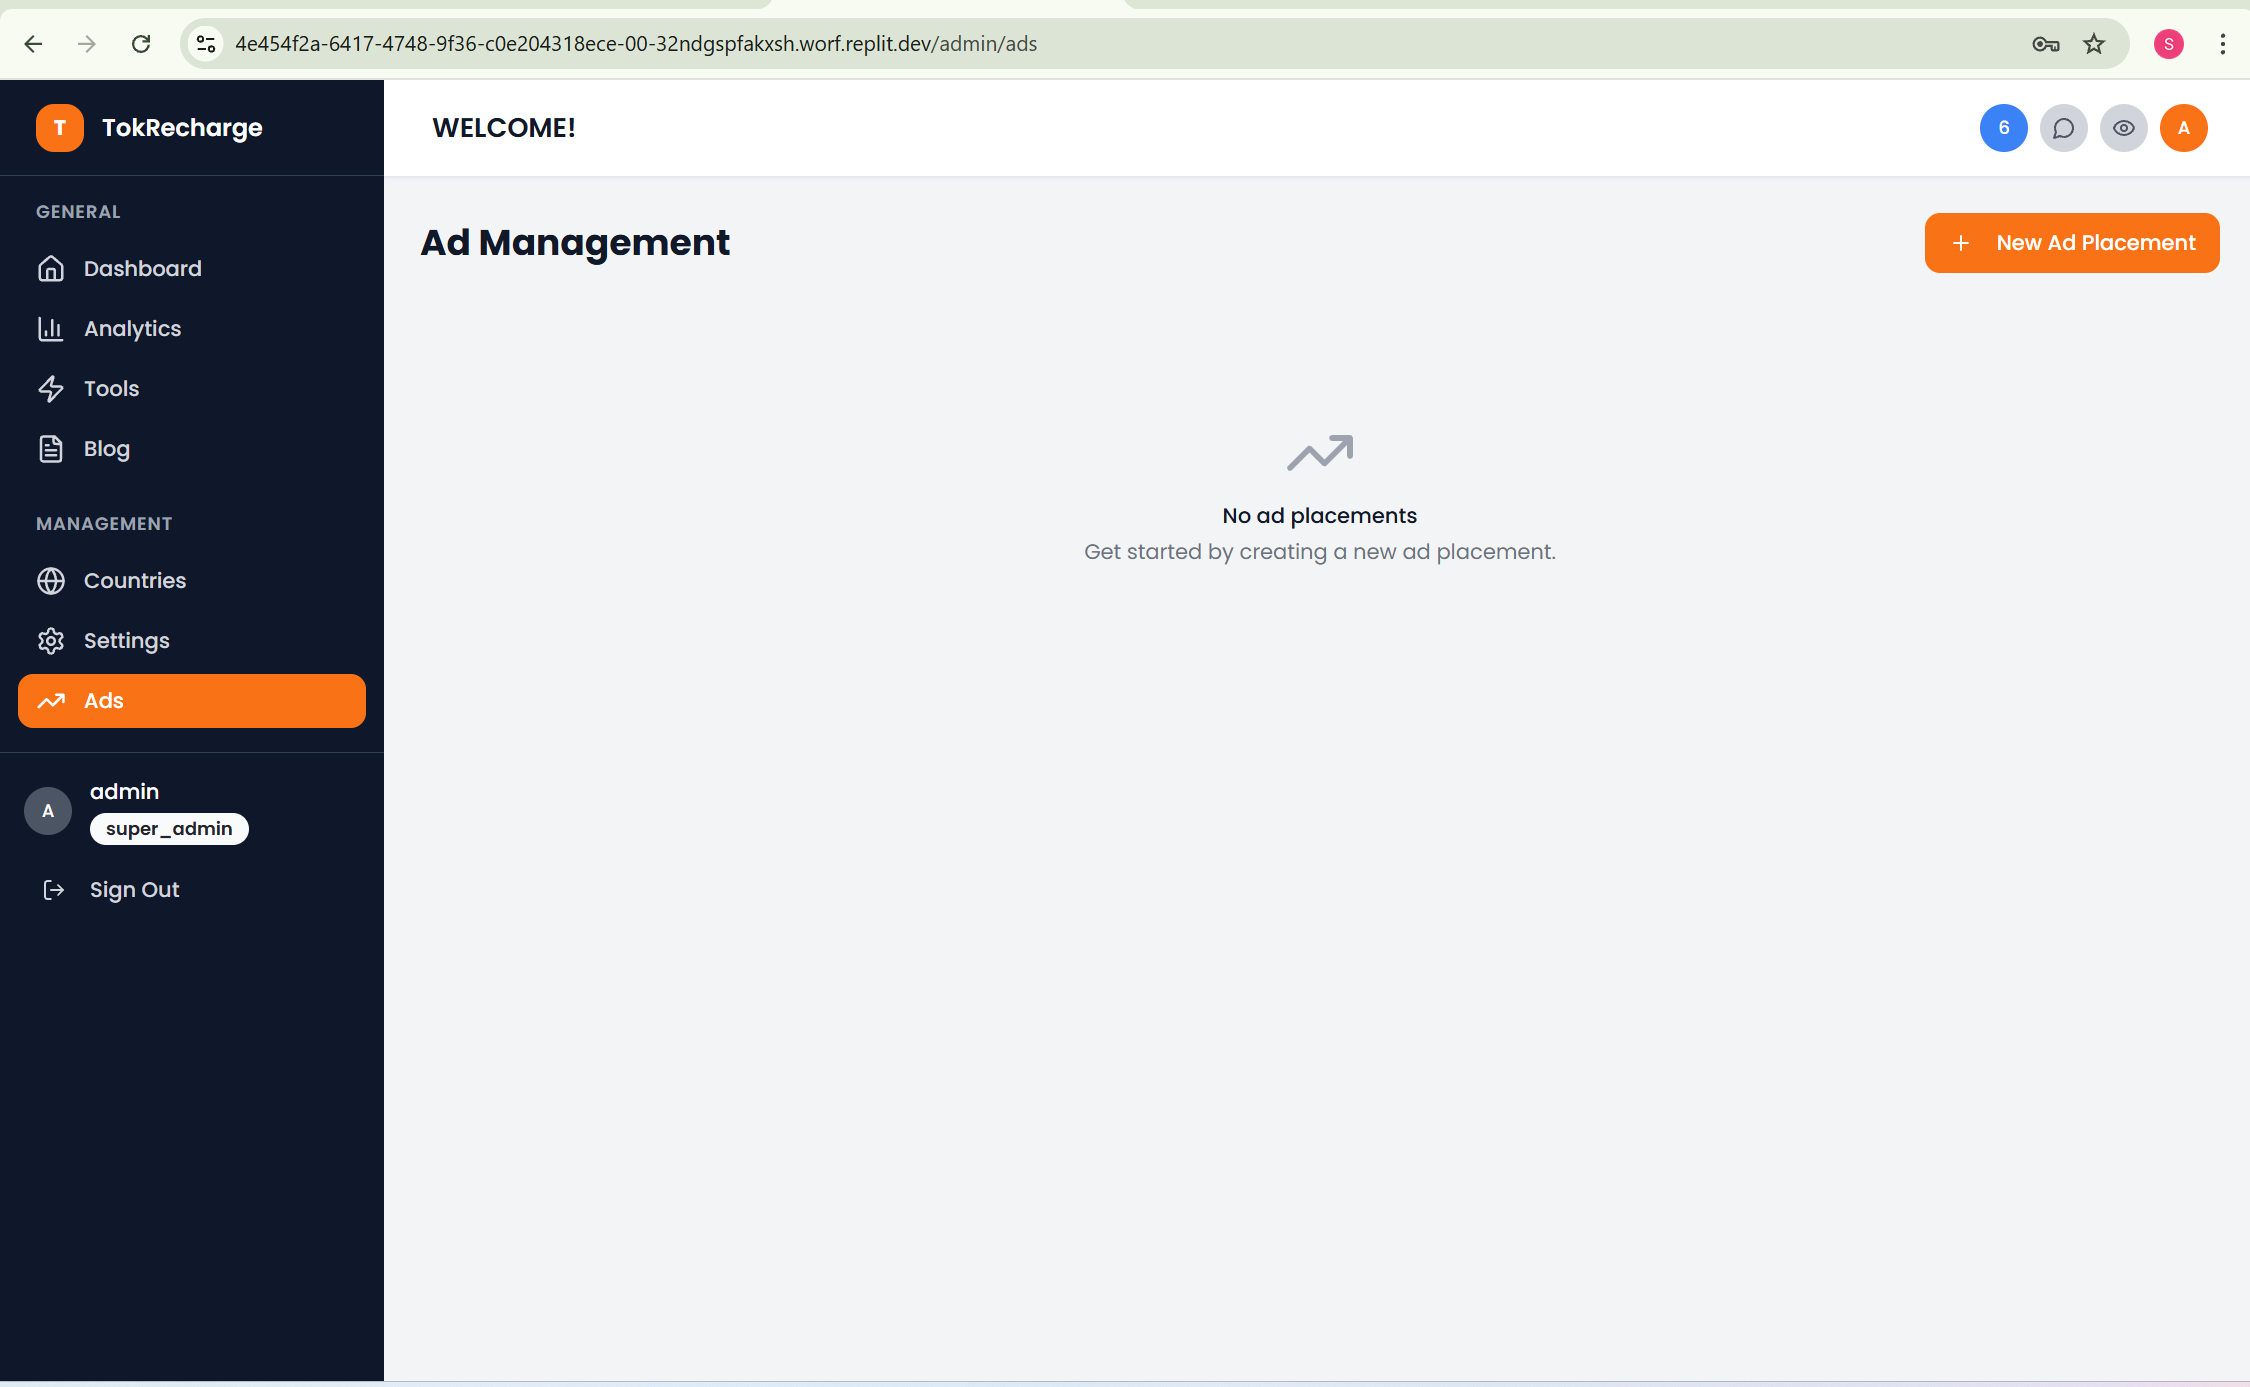 4e454f2a-6417-4748-9f36-c0e204318ece-00-32ndgspfakxsh.worf.replit.dev/admin/ads
S
T
TokRecharge
GENERAL
Dashboard
Analytics
Tools
Blog
MANAGEMENT
Countries
Settings
Ads
A
admin
super_admin
Sign Out
WELCOME!
6
A
Ad Management
+ New Ad Placement
No ad placements
Get started by creating a new ad placement.